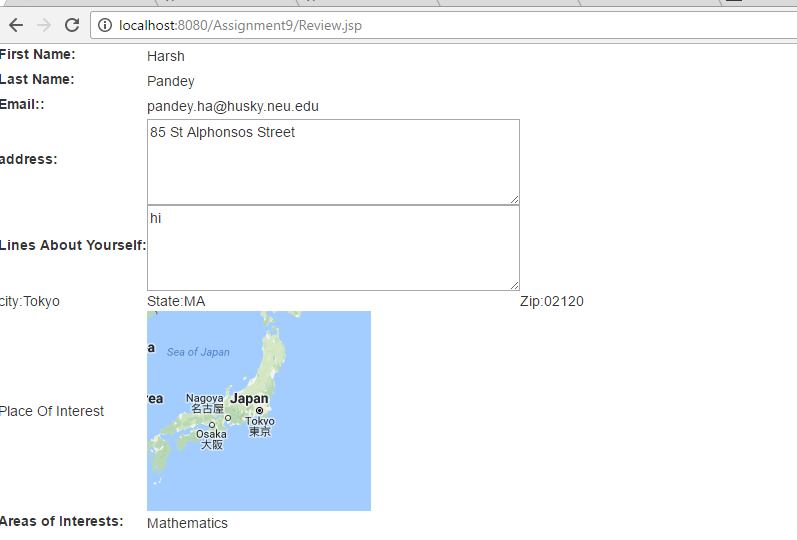 localhost:8080/Assignment9/Review.jsp
First Name: Harsh
Last Name: Pandey
Email:: pandey.ha@husky.neu.edu
address: 85 St Alphonsos Street
Lines About Yourself: hi
city:Tokyo State:MA Zip:02120
Place Of Interest
a
Sea of Japan
ea
Nagoya Japan
名古屋
Tokyo
東京
Osaka
大阪
Areas of Interests: Mathematics